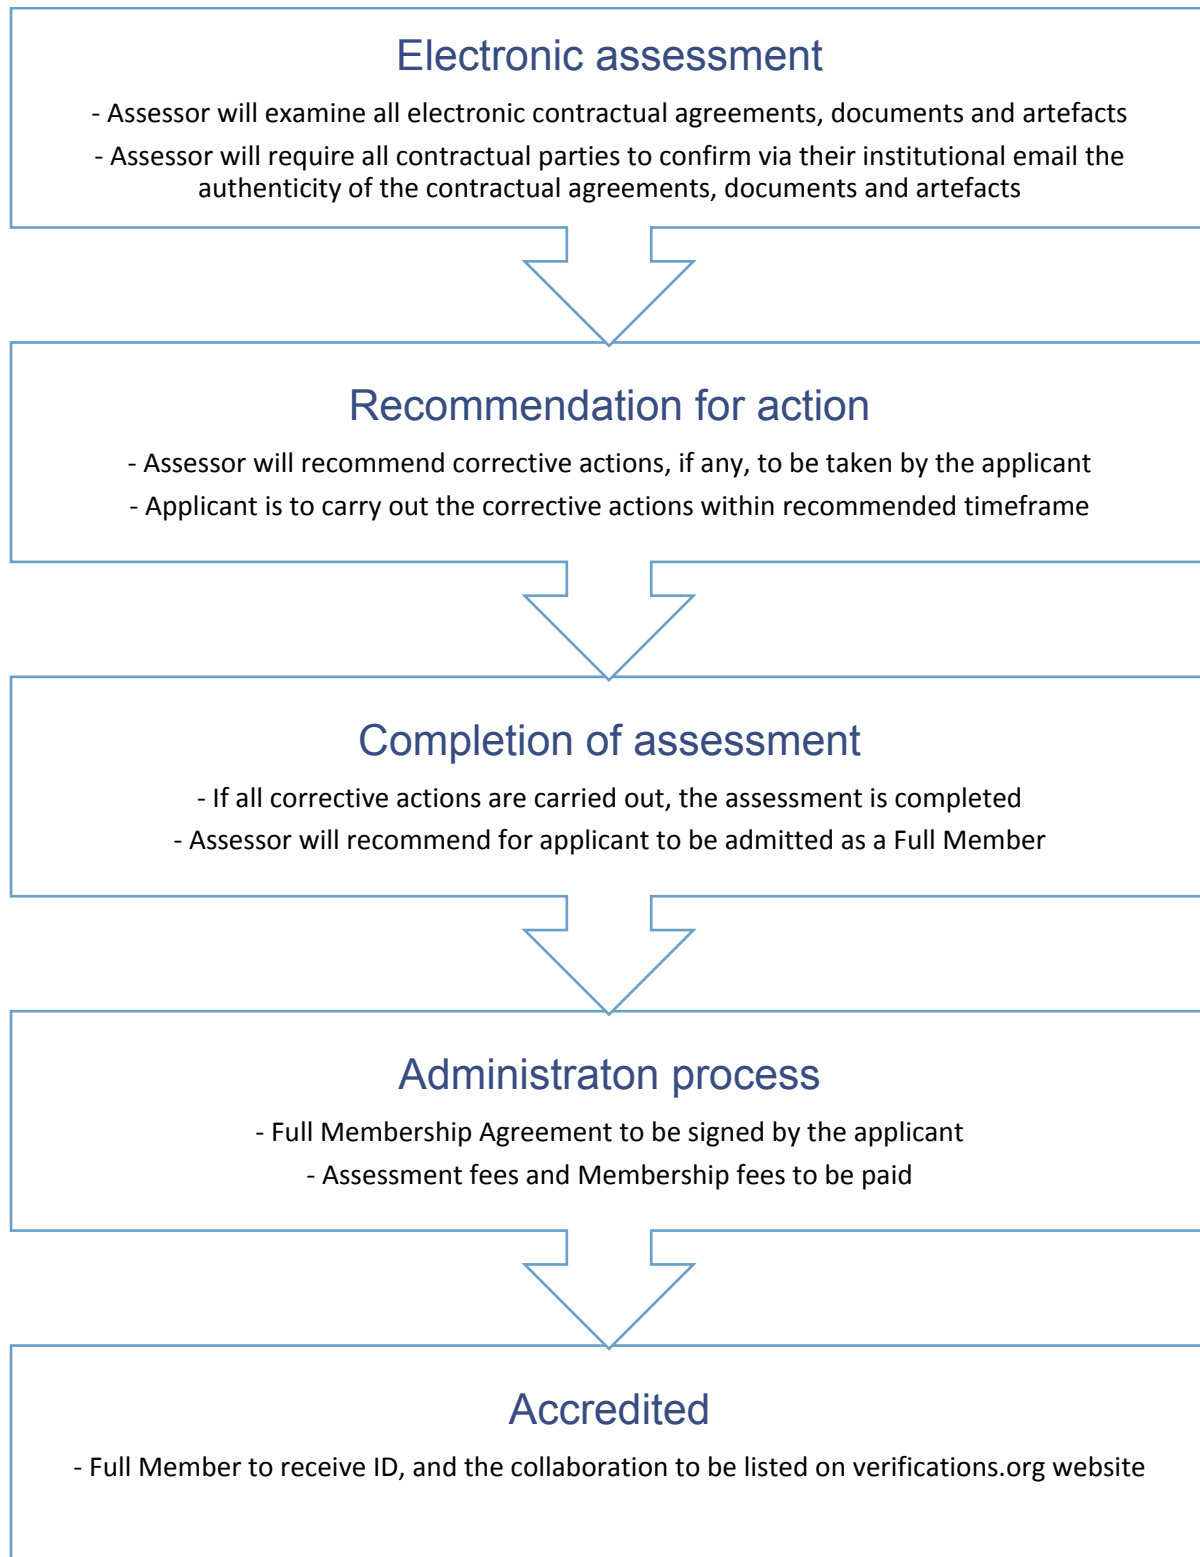 Electronic assessment
- Assessor will examine all electronic contractual agreements, documents and artefacts
- Assessor will require all contractual parties to confirm via their institutional email the
authenticity of the contractual agreements, documents and artefacts
Recommendation for action
- Assessor will recommend corrective actions, if any, to be taken by the applicant
- Applicant is to carry out the corrective actions within recommended timeframe
Completion of assessment
- If all corrective actions are carried out, the assessment is completed
- Assessor will recommend for applicant to be admitted as a Full Member
Administraton process
- Full Membership Agreement to be signed by the applicant
- Assessment fees and Membership fees to be paid
Accredited
- Full Member to receive ID, and the collaboration to be listed on verifications.org website